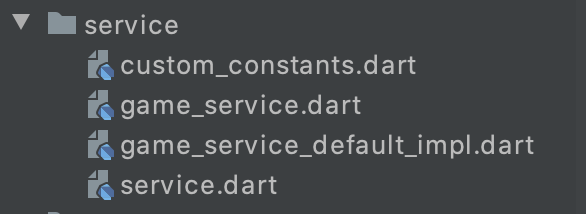 service
custom_constants.dart
game_service.dart
game_service_default_impl.dart
service.dart